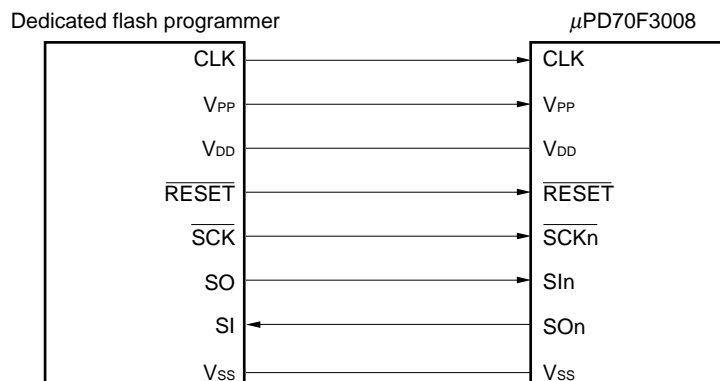 Dedicated flash programmer μPD70F3008
CLK CLK
VPP VPP
VDD VDD
RESET RESET
SCK SCKn
SO SIn
SI SOn
VSS VSS